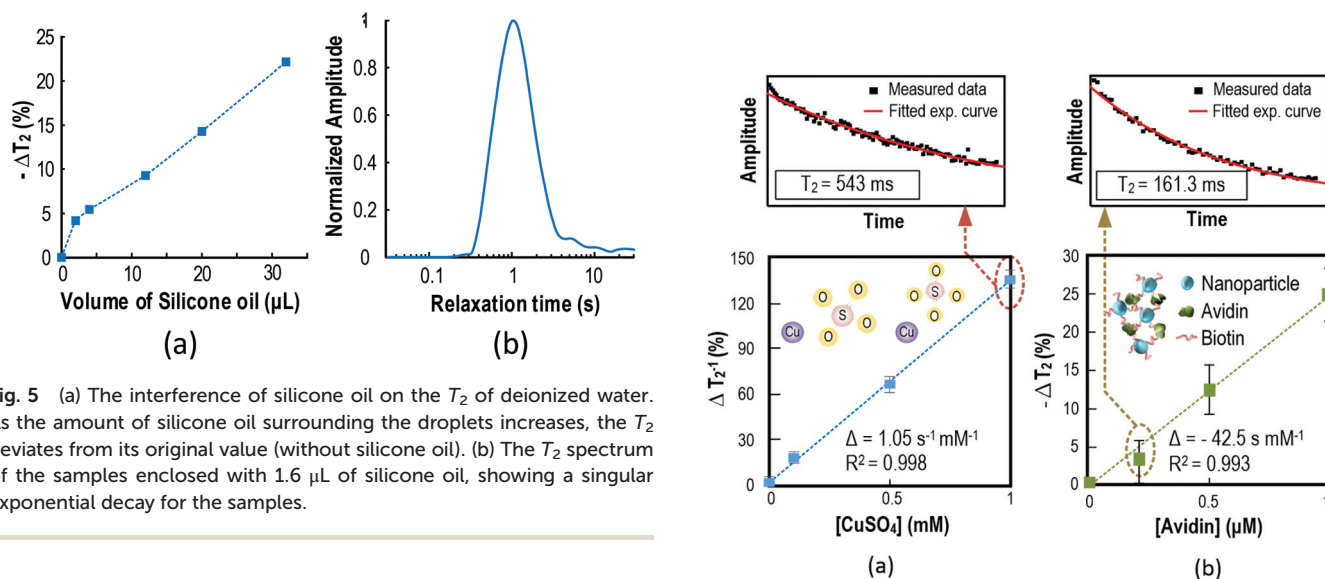 - ΔT₂ (%)
25
20
15
10
5
0
0 10 20 30
Volume of Silicone oil (µL)
(a)
Normalized Amplitude
1
0.8
0.6
0.4
0.2
0
0.1 1 10
Relaxation time (s)
(b)
(a) The interference of silicone oil on the T₂ of deionized water.
the amount of silicone oil surrounding the droplets increases, the T₂
from its original value (without silicone oil). (b) The T₂ spectrum
the samples enclosed with 1.6 µL of silicone oil, showing a singular
decay for the samples.
Amplitude
Measured data
Fitted exp. curve
T₂ = 543 ms
Time
Δ T₂⁻¹ (%)
150
120
90
60
30
0
O O O O
S
Cu
O O O O
S
Cu
Δ = 1.05 s⁻¹ mM⁻¹
R² = 0.998
0 0.5 1
[CuSO₄] (mM)
(a)
Amplitude
Measured data
Fitted exp. curve
T₂ = 161.3 ms
Time
- Δ T₂ (%)
30
25
20
15
10
5
0
Nanoparticle
Avidin
Biotin
Δ = - 42.5 s mM⁻¹
R² = 0.993
0 0.5
[Avidin] (µM)
(b)